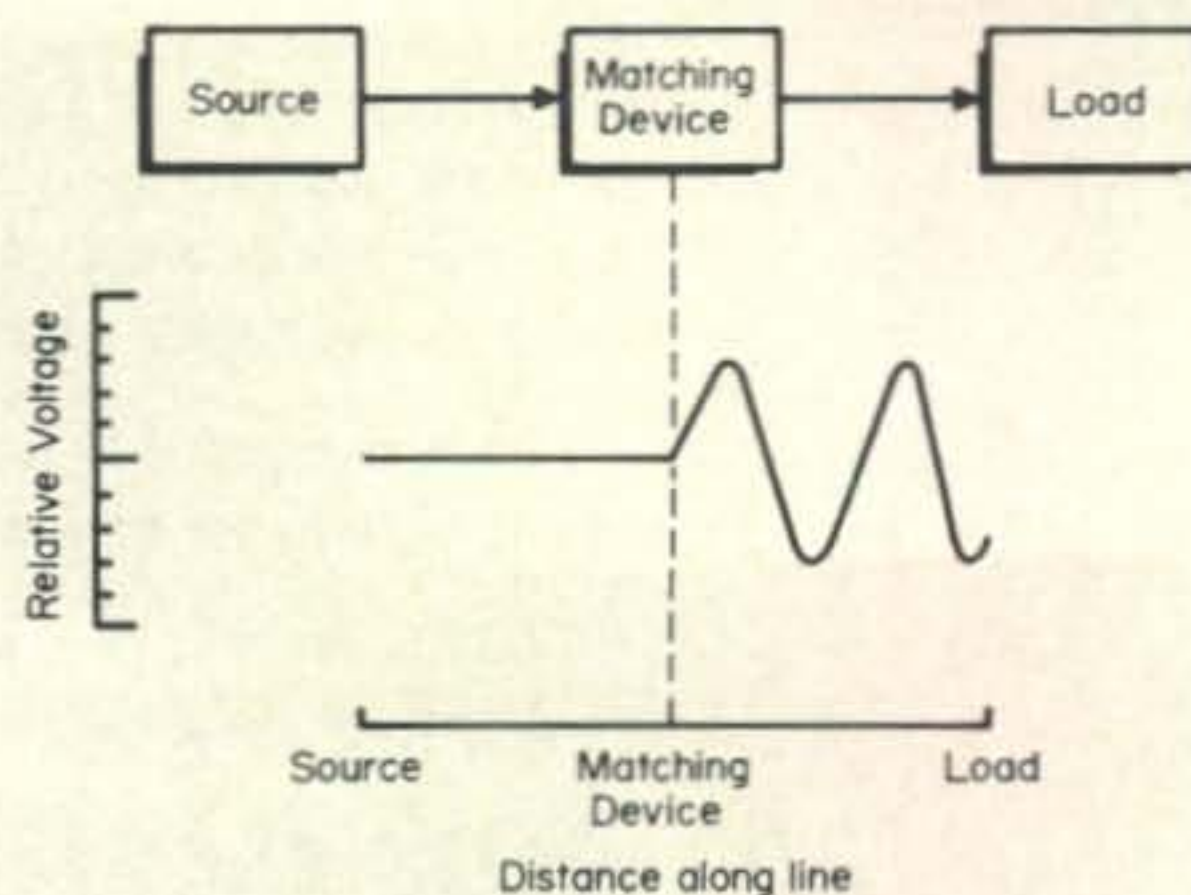 Source
Matching
Device
Load
Relative Voltage
Source
Matching
Device
Load
Distance along line